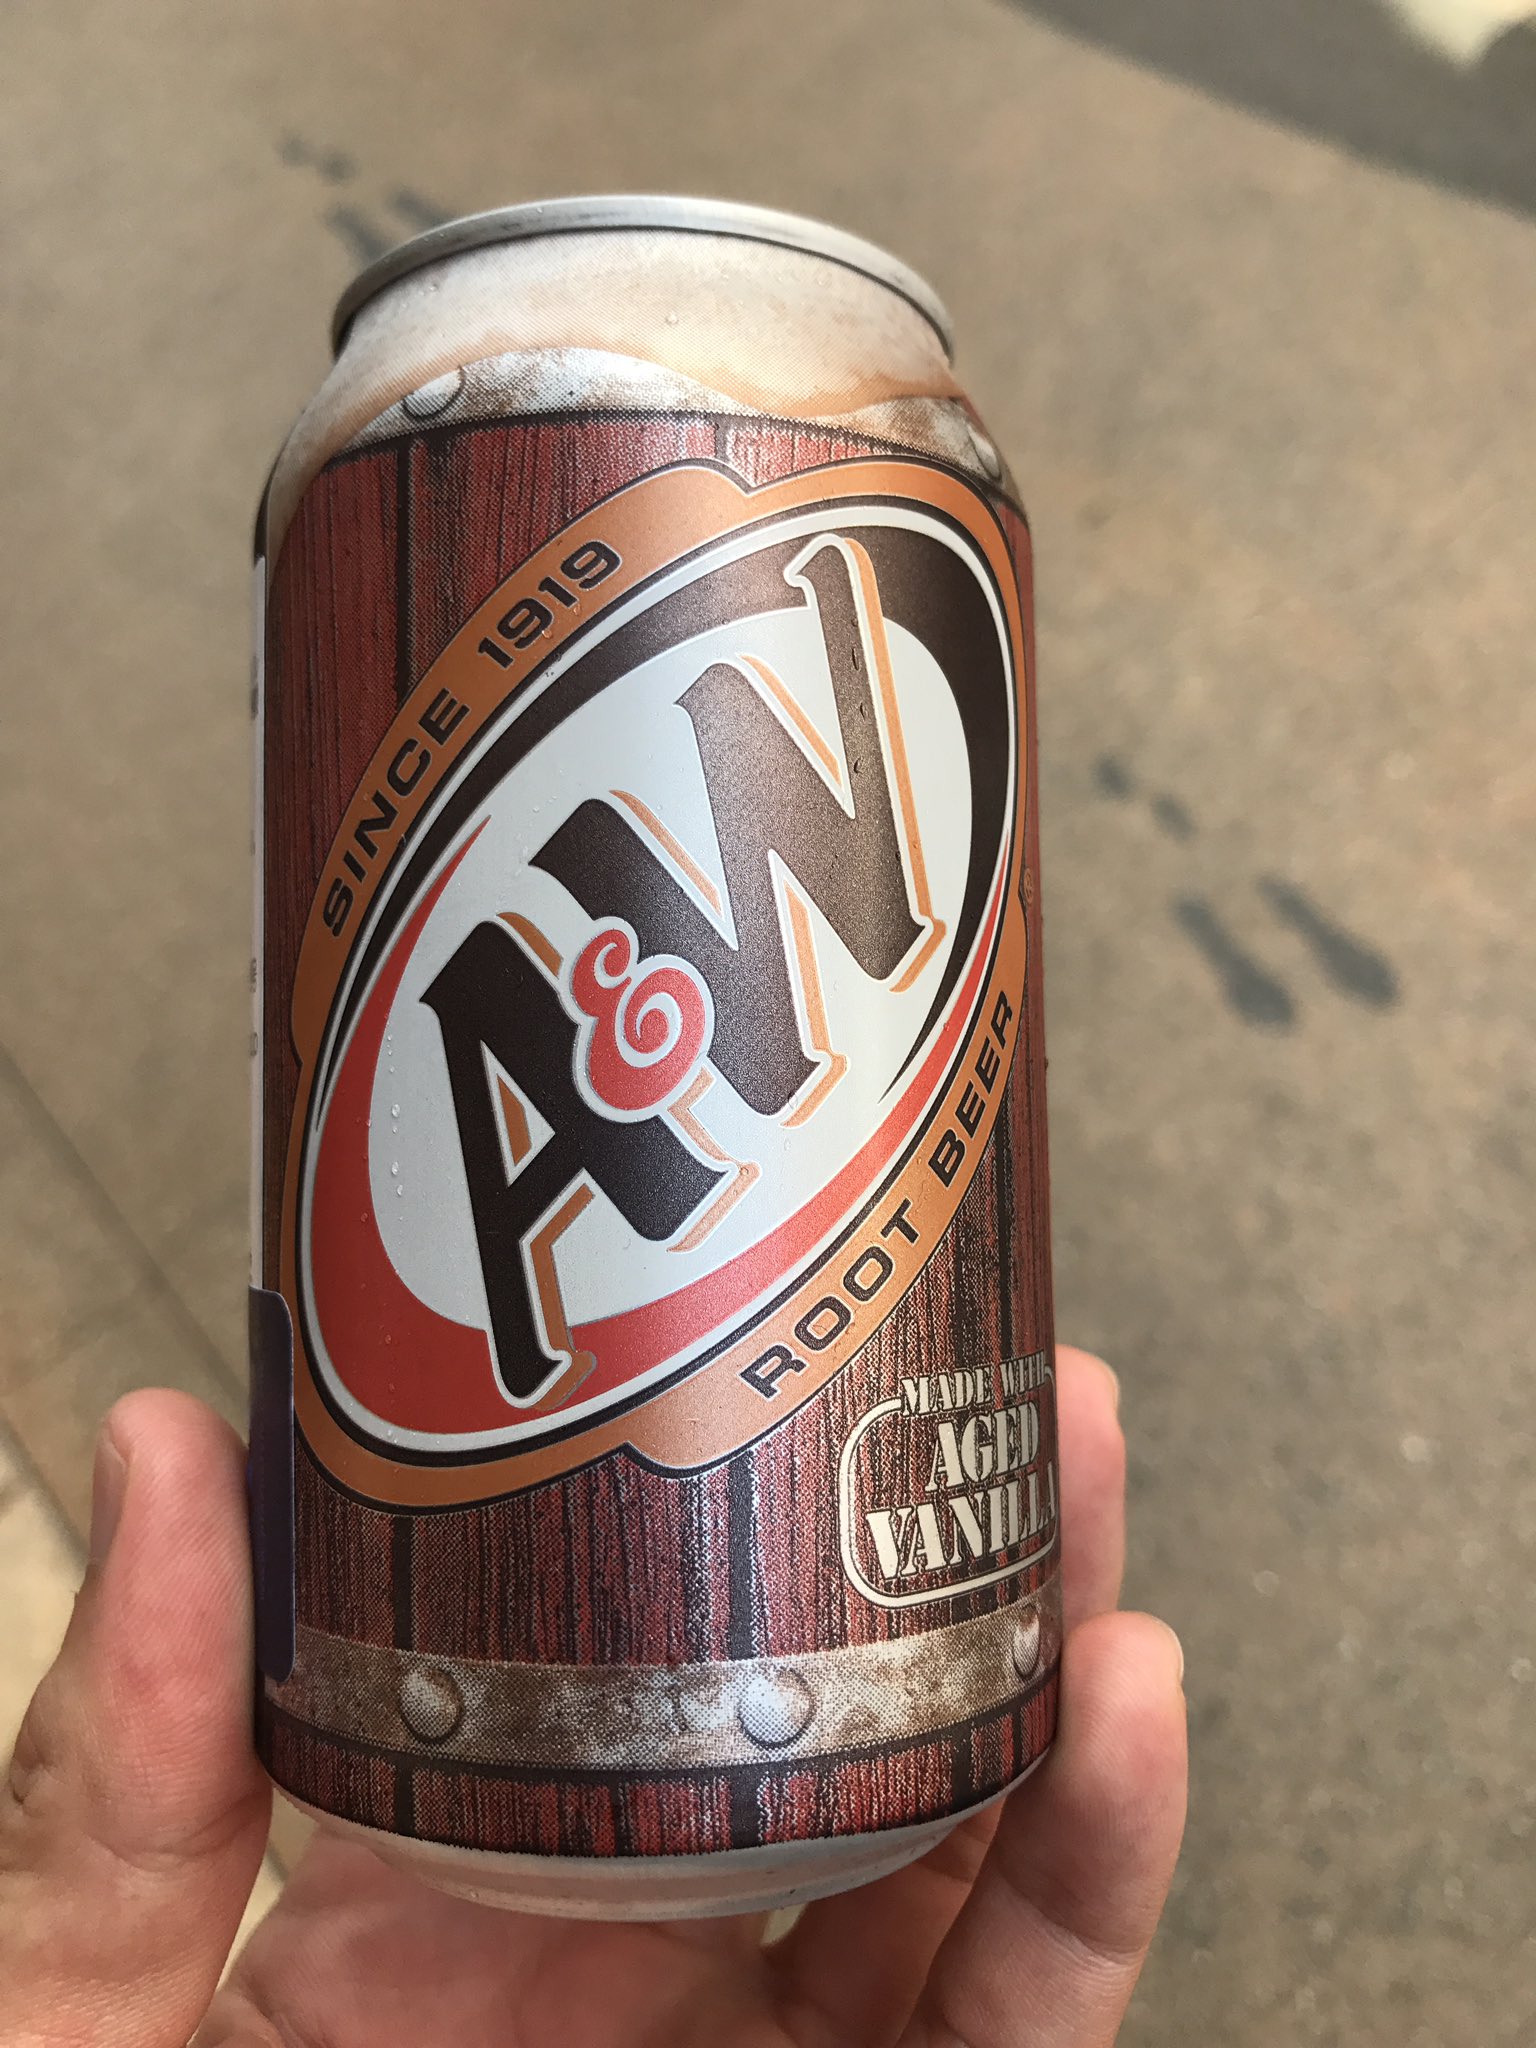 SINCE 1919
A&W
ROOT BEER
MADE WITH
AGED
VANILLA